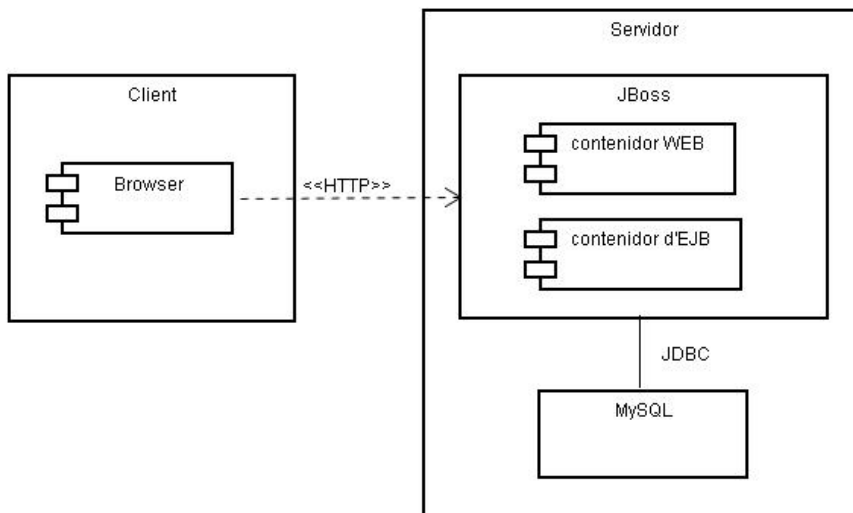 Servidor
Client
JBoss
contenidor WEB
Browser
<<HTTP>>
contenidor d'EJB
JDBC
MySQL